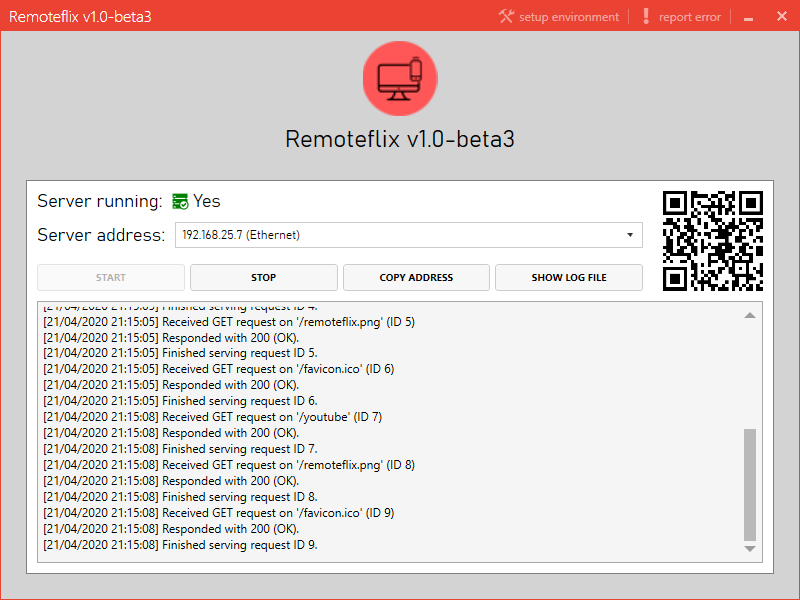 Remoteflix v1.0-beta3
setup environment
report error
Remoteflix v1.0-beta3
Server running: Yes
Server address: 192.168.25.7 (Ethernet)
START
STOP
COPY ADDRESS
SHOW LOG FILE
[21/04/2020 21:15:05] Finished serving request ID 4.
[21/04/2020 21:15:05] Received GET request on '/remoteflix.png' (ID 5)
[21/04/2020 21:15:05] Responded with 200 (OK).
[21/04/2020 21:15:05] Finished serving request ID 5.
[21/04/2020 21:15:05] Received GET request on '/favicon.ico' (ID 6)
[21/04/2020 21:15:05] Responded with 200 (OK).
[21/04/2020 21:15:05] Finished serving request ID 6.
[21/04/2020 21:15:08] Received GET request on '/youtube' (ID 7)
[21/04/2020 21:15:08] Responded with 200 (OK).
[21/04/2020 21:15:08] Finished serving request ID 7.
[21/04/2020 21:15:08] Received GET request on '/remoteflix.png' (ID 8)
[21/04/2020 21:15:08] Responded with 200 (OK).
[21/04/2020 21:15:08] Finished serving request ID 8.
[21/04/2020 21:15:08] Received GET request on '/favicon.ico' (ID 9)
[21/04/2020 21:15:08] Responded with 200 (OK).
[21/04/2020 21:15:08] Finished serving request ID 9.